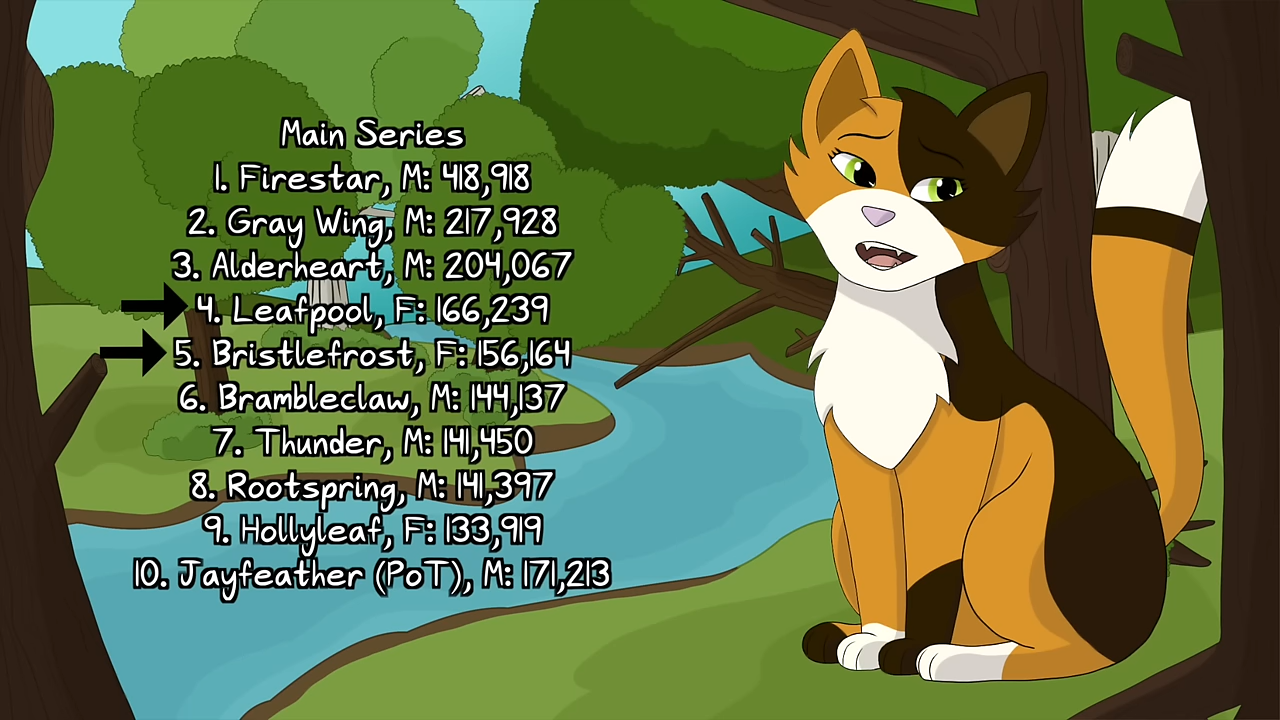 Main Series
1. Firestar, M: 418,918
2. Gray Wing, M: 217,928
3. Alderheart, M: 204,067
4. Leafpool, F: 166,239
5. Bristlefrost, F: 156,164
6. Brambleclaw, M: 144,137
7. Thunder, M: 141,450
8. Rootspring, M: 141,397
9. Hollyleaf, F: 133,919
10. Jayfeather (PoT), M: 171,213